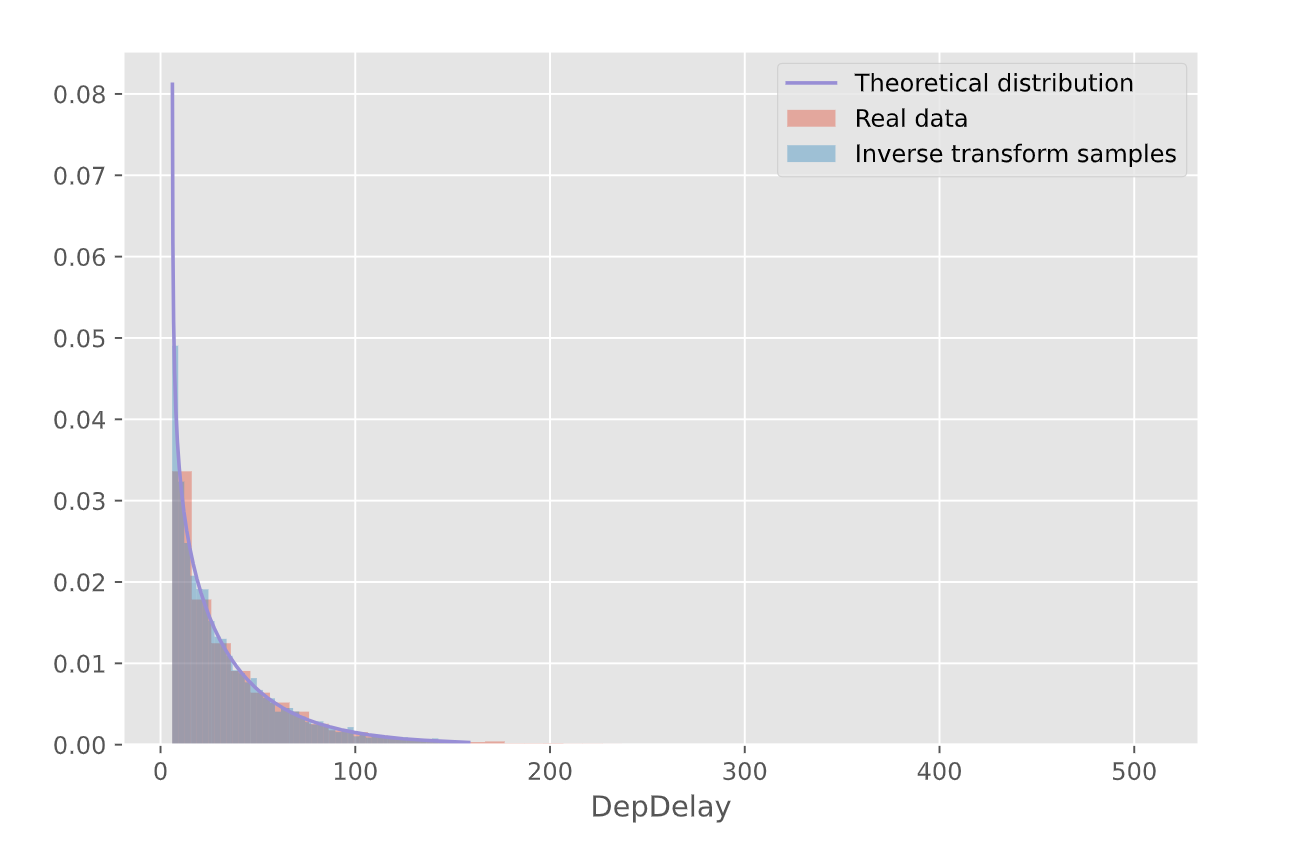 Theoretical distribution
Real data
Inverse transform samples
0.08
0.07
0.06
0.05
0.04
0.03
0.02
0.01
0.00
0 100 200 300 400 500
DepDelay